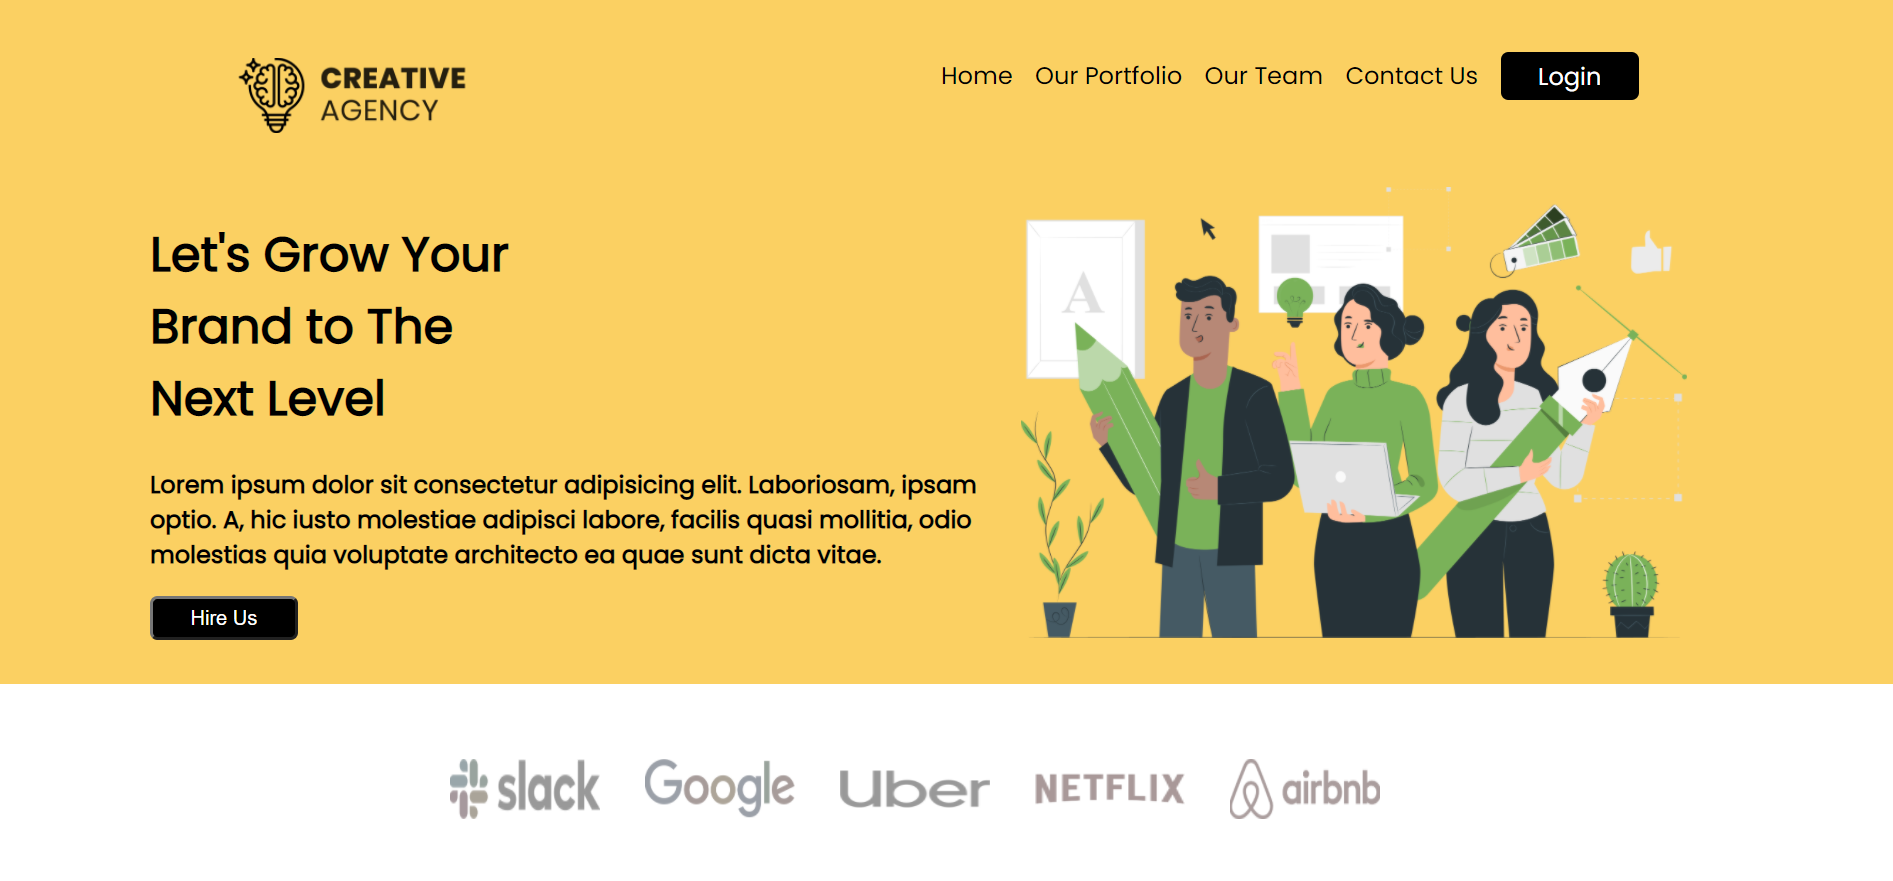 CREATIVE
AGENCY
Home Our Portfolio Our Team Contact Us Login
Let's Grow Your
Brand to The
Next Level
A
Lorem ipsum dolor sit consectetur adipisicing elit. Laboriosam, ipsam
optio. A, hic iusto molestiae adipisci labore, facilis quasi mollitia, odio
molestias quia voluptate architecto ea quae sunt dicta vitae.
Hire Us
slack Google Uber NETFLIX airbnb